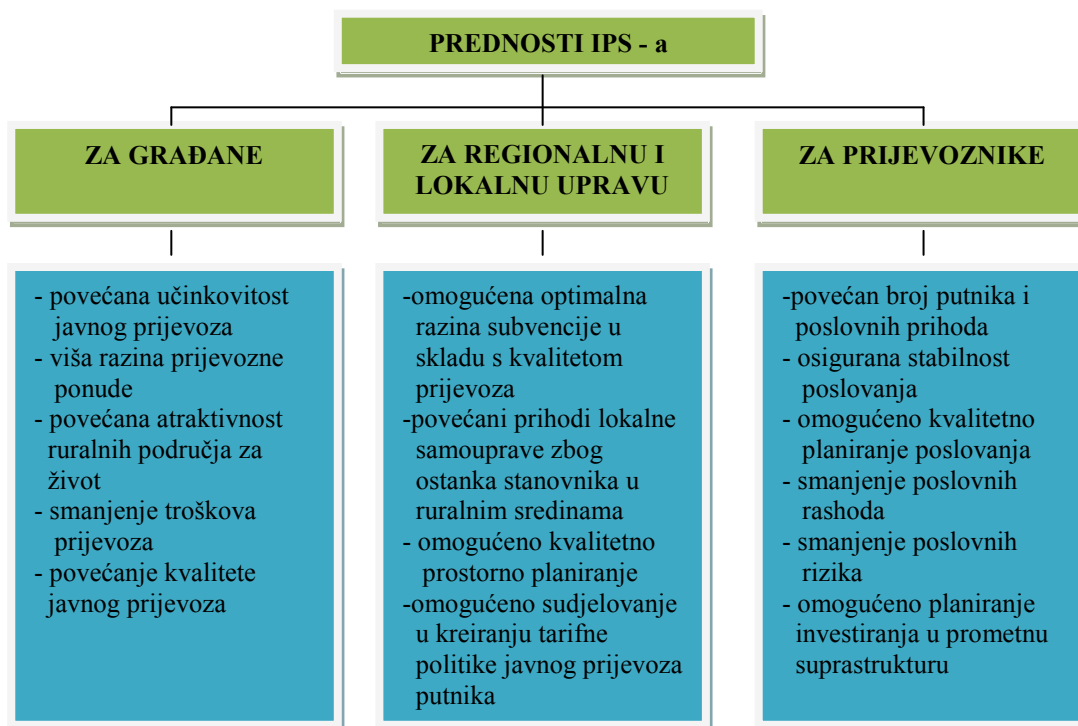 PREDNOSTI IPS - a
ZA GRAĐANE
- povećana učinkovitost
javnog prijevoza
- viša razina prijevozne
ponude
- povećana atraktivnost
ruralnih područja za
život
- smanjenje troškova
prijevoza
- povećanje kvalitete
javnog prijevoza
ZA REGIONALNU I
LOKALNU UPRAVU
-omogućena optimalna
razina subvencije u
skladu s kvalitetom
prijevoza
-povećani prihodi lokalne
samouprave zbog
ostanka stanovnika u
ruralnim sredinama
- omogućeno kvalitetno
prostorno planiranje
-omogućeno sudjelovanje
u kreiranju tarifne
politike javnog prijevoza
putnika
ZA PRIJEVOZNIKE
-povećan broj putnika i
poslovnih prihoda
- osigurana stabilnost
poslovanja
- omogućeno kvalitetno
planiranje poslovanja
- smanjenje poslovnih
rashoda
- smanjenje poslovnih
rizika
- omogućeno planiranje
investiranja u prometnu
suprastrukturu